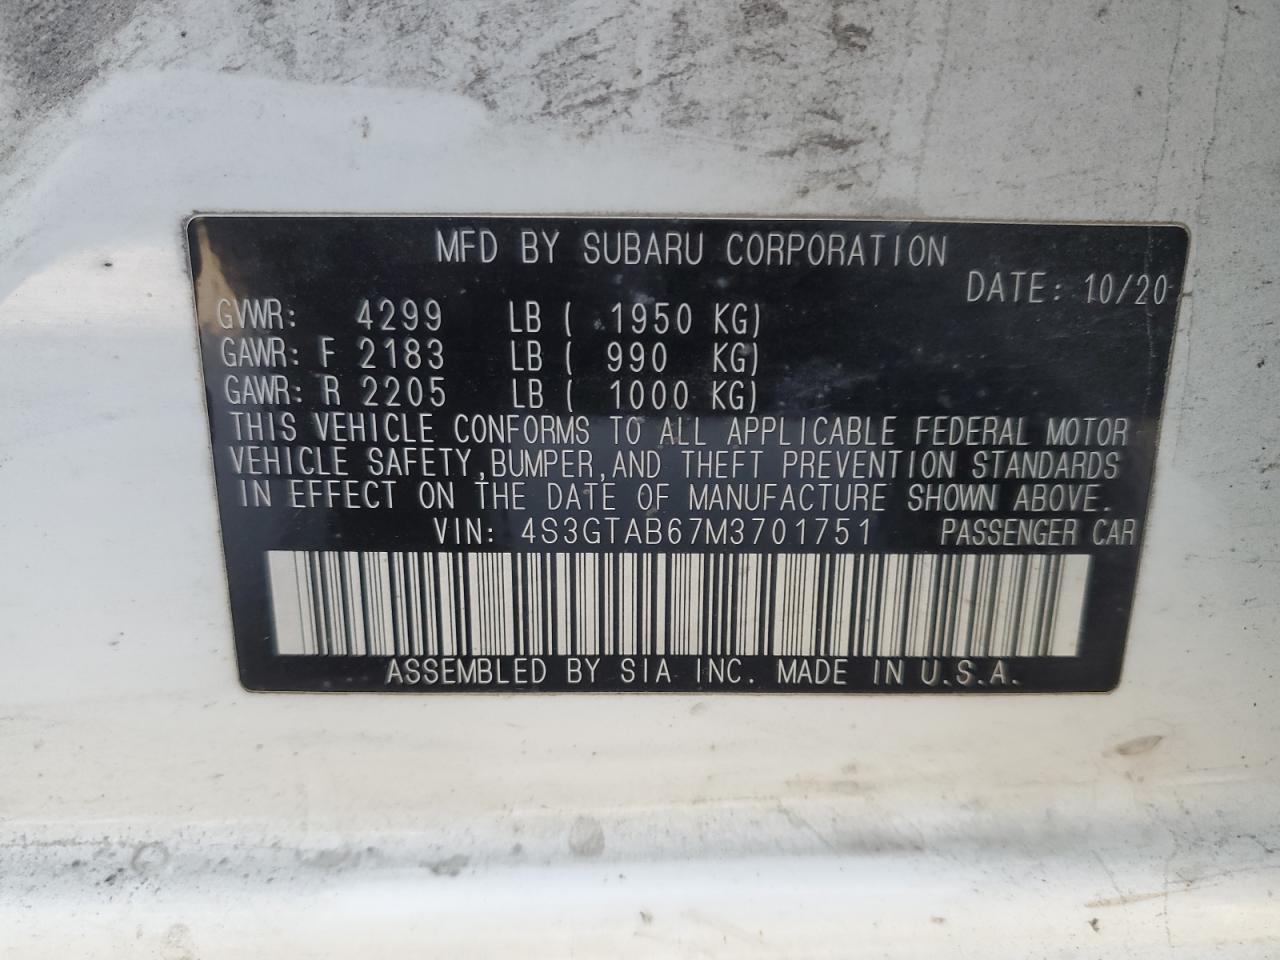 MFD BY SUBARU CORPORATION
DATE: 10/20
GVWR: 4299 LB ( 1950 KG)
GAWR: F 2183 LB ( 990 KG)
GAWR: R 2205 LB ( 1000 KG)
THIS VEHICLE CONFORMS TO ALL APPLICABLE FEDERAL MOTOR
VEHICLE SAFETY, BUMPER, AND THEFT PREVENTION STANDARDS
IN EFFECT ON THE DATE OF MANUFACTURE SHOWN ABOVE.
VIN: 4S3GTAB67M3701751 PASSENGER CAR
ASSEMBLED BY SIA INC. MADE IN U.S.A.